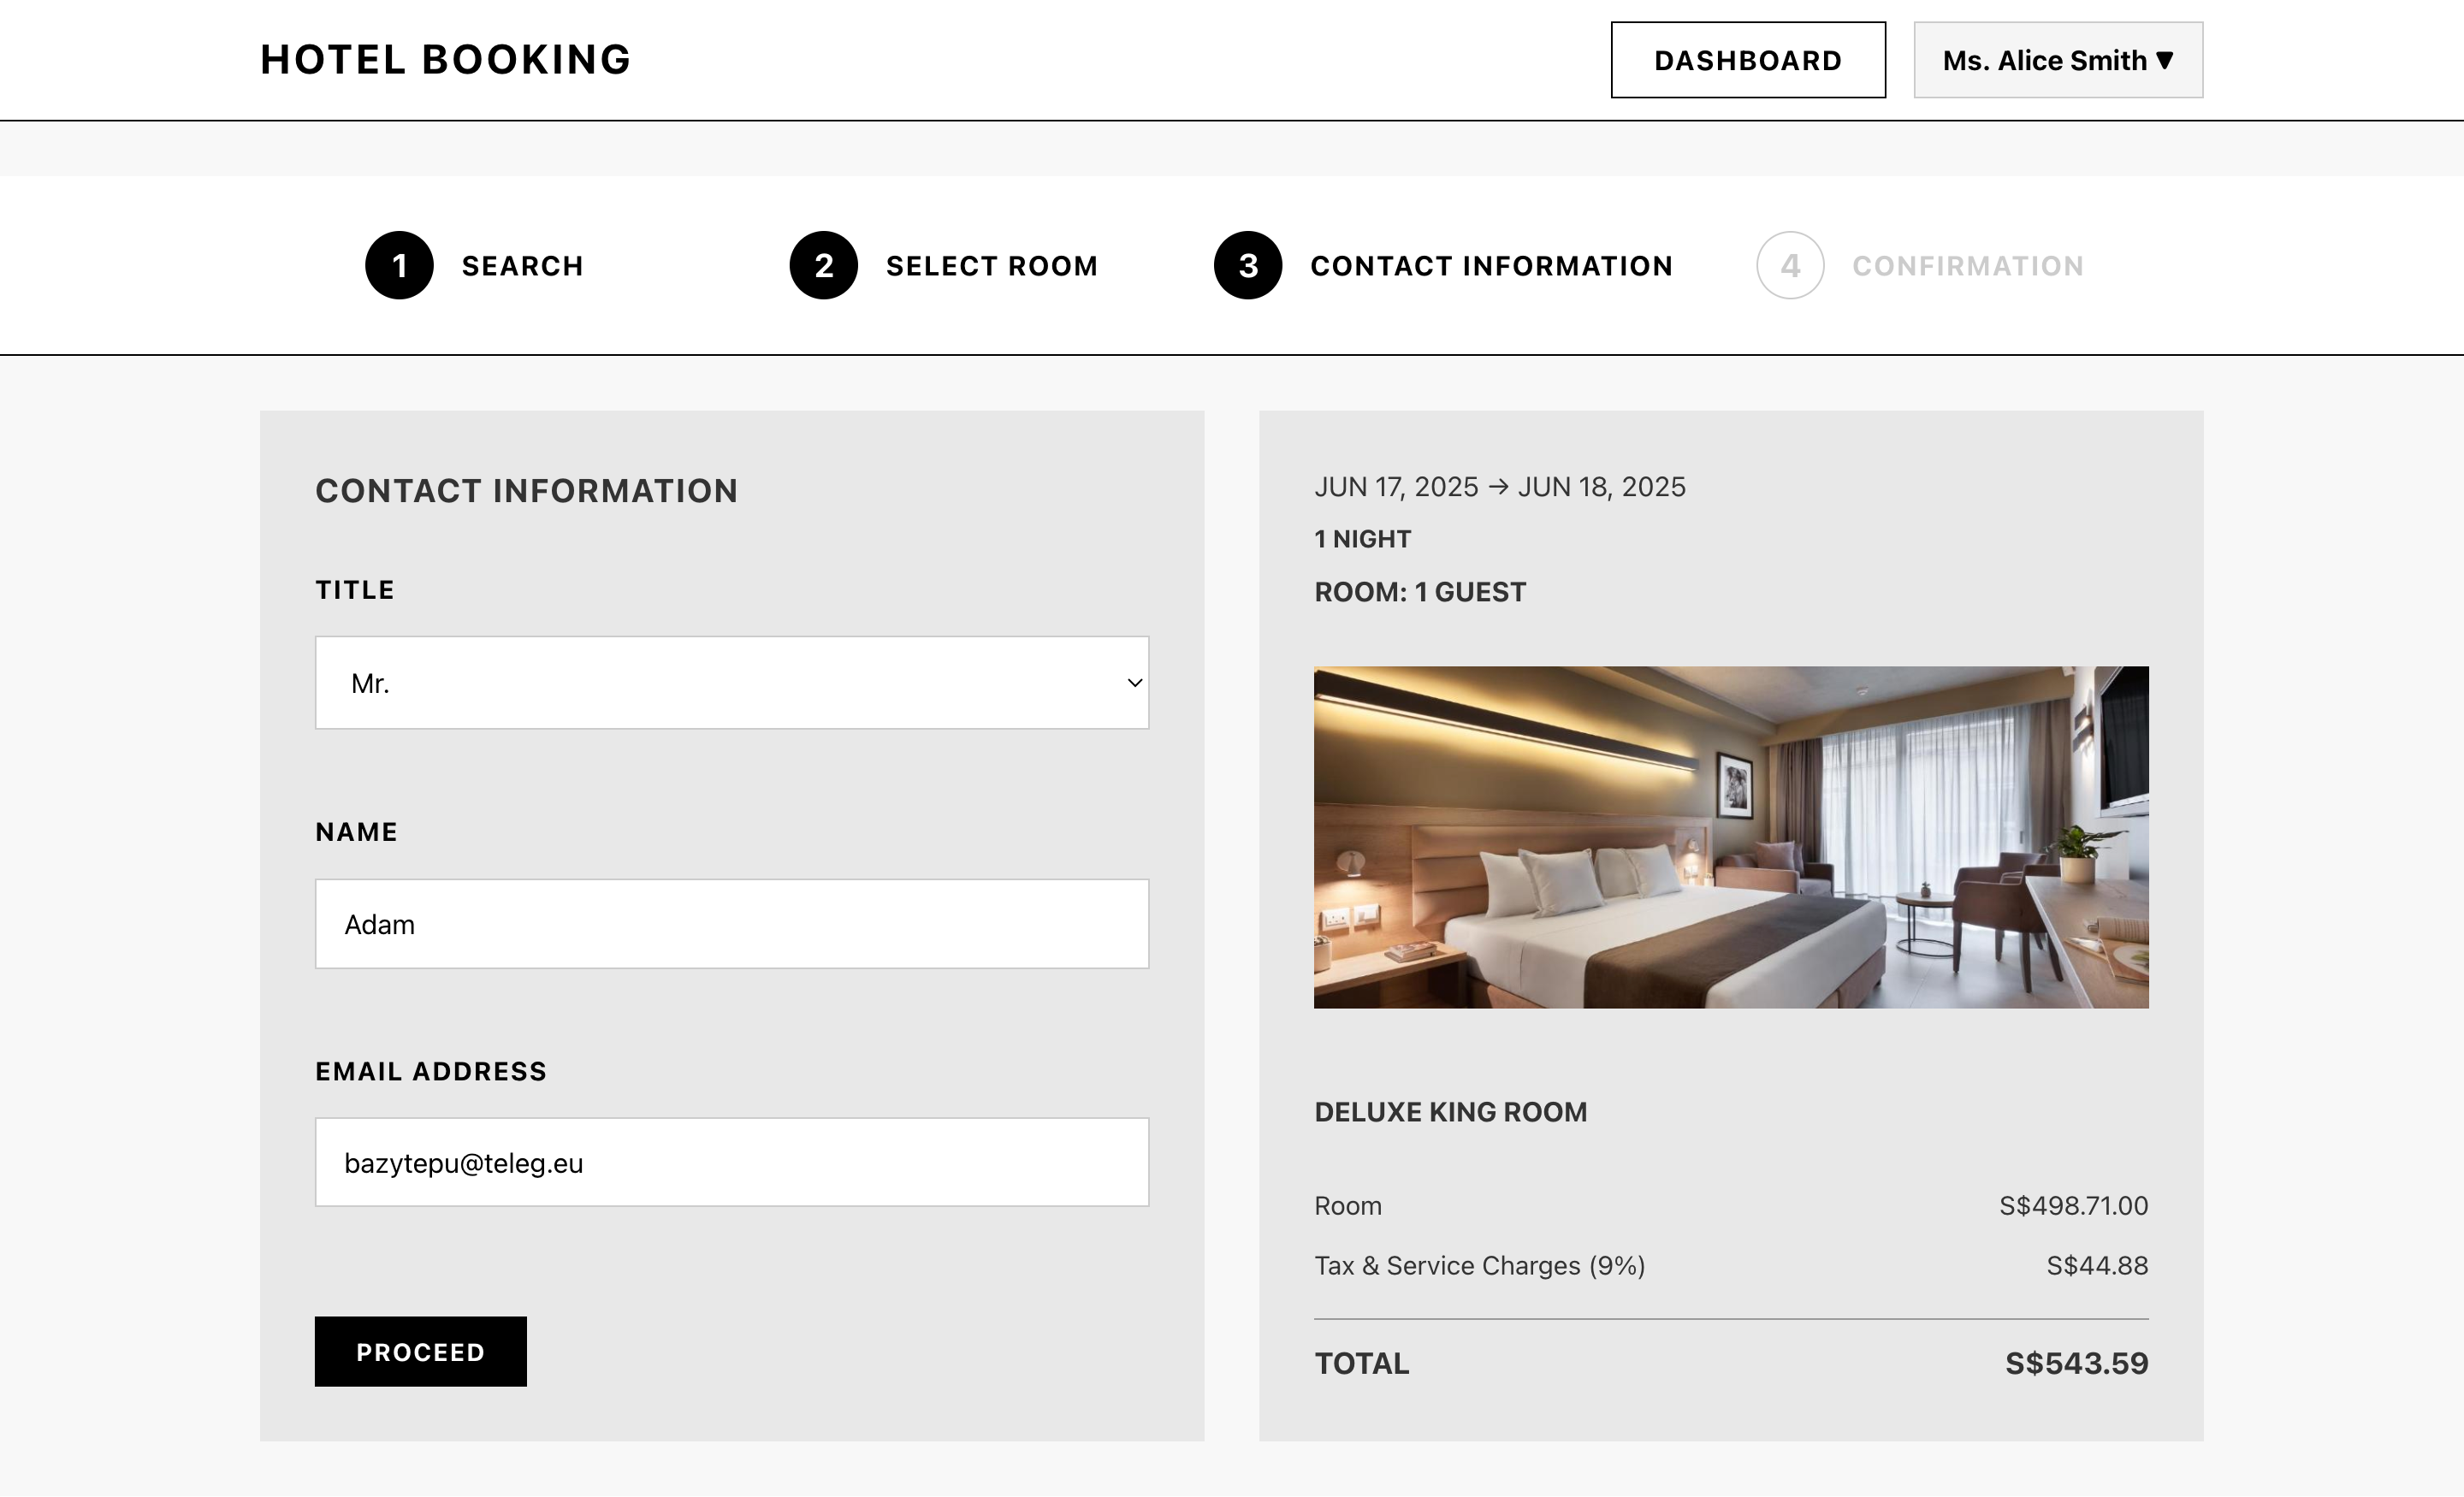 HOTEL BOOKING
DASHBOARD
Ms. Alice Smith ▼
1 SEARCH
2 SELECT ROOM
3 CONTACT INFORMATION
4 CONFIRMATION
CONTACT INFORMATION
TITLE
Mr.
NAME
Adam
EMAIL ADDRESS
bazytepu@teleg.eu
PROCEED
JUN 17, 2025 → JUN 18, 2025
1 NIGHT
ROOM: 1 GUEST
DELUXE KING ROOM
Room S$498.71.00
Tax & Service Charges (9%) S$44.88
TOTAL S$543.59